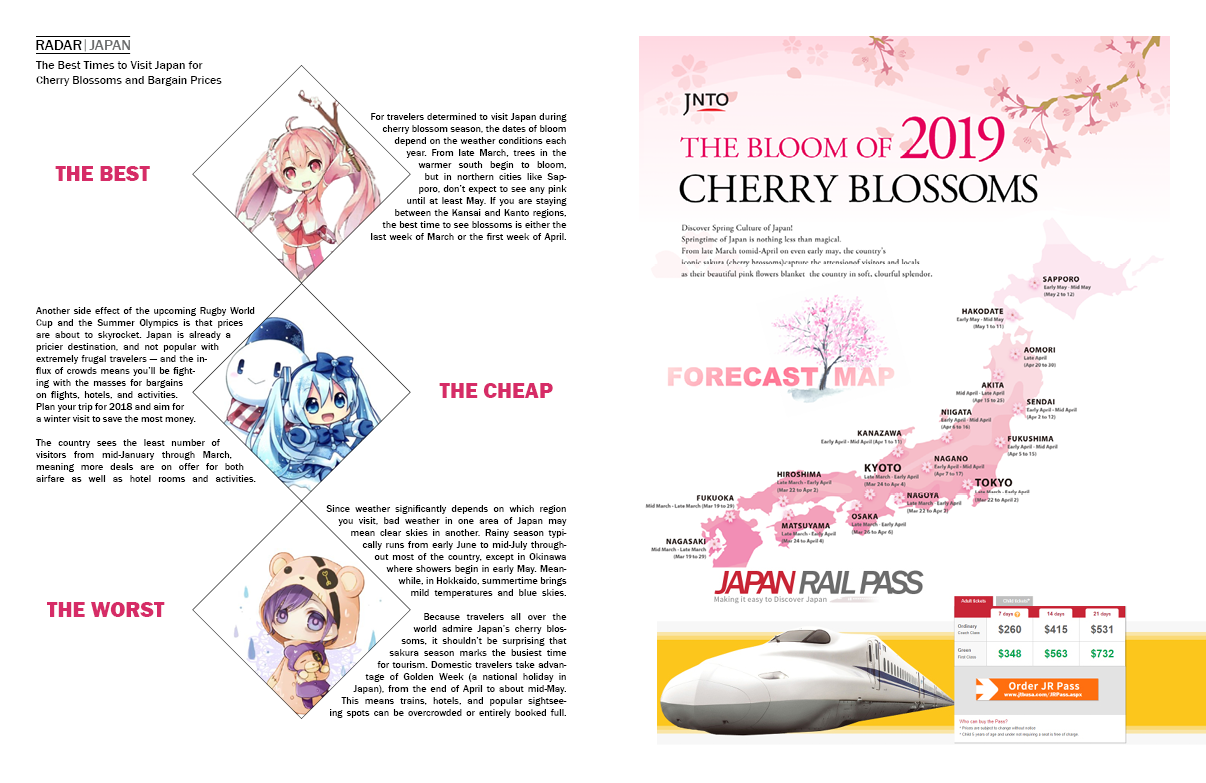 RADAR|JAPAN
The Best Times to Visit Japan for
Cherry Blossoms and Bargain Prices
THE BEST
For travelers determined to visit Japan during
cherry blossom season, the dates of bloom
depend on the weather conditions each
year. From late March, trees in the
warmer south begin to bloom,
but in northern cities like Sap-
poro, don't expect to see any pink
until at least May. If you are staying
between the Kansai and Kanto regions,
the best time to see blossoms is either the
last week of March or the first week of April.
Another side effect of the upcoming Rugby World
Cup and the Summer Olympics is that prices
are about to skyrocket. Japan is already a
pricier destination, and not popular with
extremely frugal travelers — and the in-
flux of crowds means you'll be fight-
ing with the masses for bargains
on flights, hotels, and activities.
Plan your trip for 2018 and aim for
a winter visit to save the most money.
The country sees the least number of
visitors from mid-January through March,
meaning more deals are on offer for both
airfare as well as hotel rooms and access
THE CHEAP
Since weather significantly depends on which region
you visit, bad weather in one area of Japan may
mean clear skies in another. Rainy season typi-
cally runs from early June to mid-July through-
out most of the country, except in Okinawa
where showers begin in early May. Mean-
while, in Hokkaido, summertime brings
mild temperatures and blue skies.
THE WORST
Because travelers all over the
world admire Japan's cherry blos-
soms, it shouldn't be surprising that
sakura season marks the busiest time
for tourism. Domestic travelers take advan-
tage of Golden Week (a national holiday in
from the end of April to about mid-May.
means trains, hotels, and popular sightsee-
ing spots can be overcrowded or entirely booked full.
JNTO
THE BLOOM OF 2019
CHERRY BLOSSOMS
Discover Spring Culture of Japan!
Springtime of Japan is nothing less than magical.
From late March tomid-April on even early may, the country's
iconic sakura (cherry brossoms)capture the attensionof visitors and locals
as their beautiful pink flowers blanket the country in soft, clourful splendor.
FORECAST MAP
SAPPORO
Early May - Mid May
(May 2 to 12)
HAKODATE
Early May - Mid May
(May 1 to 11)
AOMORI
Late April
(Apr 20 to 30)
AKITA
Mid April - Late April
(Apr 15 to 25)
SENDAI
Early April - Mid April
(Apr 2 to 12)
NIIGATA
Early April - Mid April
(Apr 6 to 16)
KANAZAWA
Early April - Mid April (Apr 1 to 11)
FUKUSHIMA
Early April - Mid April
(Apr 5 to 15)
NAGANO
Early April - Mid April
(Apr 7 to 17)
KYOTO
Late March - Early April
(Mar 24 to Apr 4)
HIROSHIMA
Late March - Early April
(Mar 22 to Apr 2)
TOKYO
Late March - Early April
(Mar 22 to April 2)
NAGOYA
Late March - Early April
(Mar 22 to Apr 2)
FUKUOKA
Mid March - Late March (Mar 19 to 29)
OSAKA
Late March - Early April
(Mar 26 to Apr 6)
MATSUYAMA
Late March - Early April
(Mar 24 to April 4)
NAGASAKI
Mid March - Late March
(Mar 19 to 29)
JAPAN RAIL PASS
Making it easy to Discover Japan
Adult tickets Child tickets*
7 days 14 days 21 days
Ordinary
Coach Class
$260 $415 $531
Green
First Class
$348 $563 $732
Order JR Pass
www.jtbusa.com/JRPass.aspx
Who can buy the Pass?
* Prices are subject to change without notice
* Child 5 years of age and under not requiring a seat is free of charge.